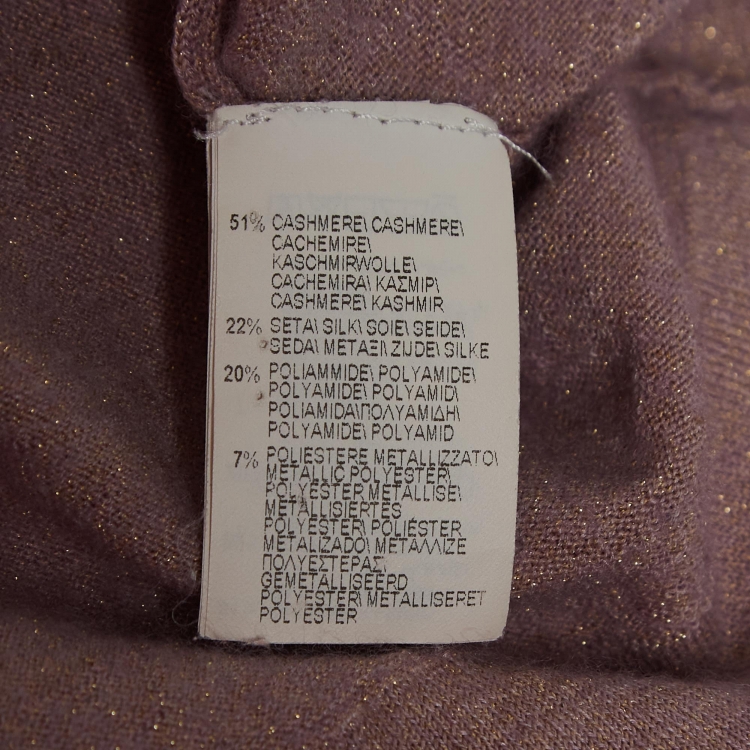 51% CASHMERE\ CASHMERE\
CACHEMIRE\
KASCHMIRWOLLE\
CACHEMIRA\ ΚΑΣΜΙΡ\
CASHMERE\ KASHMIR
22% SETA\ SILK\ SOIE\ SEIDE\
SEDA\ ΜΕΤΑΞΙ\ ZIJDE\ SILKE
20% POLIAMMIDE\ POLYAMIDE\
POLYAMIDE\ POLYAMID\
POLIAMIDA\ΠΟΛΥΑΜΙΔΗ\
POLYAMIDE\ POLYAMID
7% POLIESTERE METALLIZZATO\
METALLIC POLYESTER\
POLYESTER METALLISE\
METALLISIERTES
POLYESTER\ POLIÉSTER
METALIZADO\ ΜΕΤΑΛΛΙΖΕ
ΠΟΛΥΕΣΤΕΡΑΣ\
GEMETALLISEERD
POLYESTER\ METALLISERET
POLYESTER